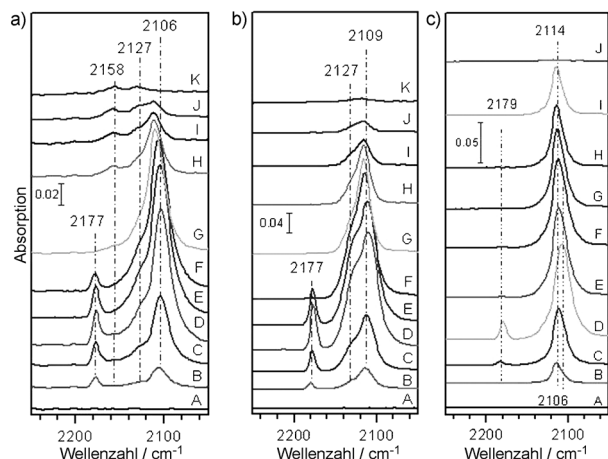 a)
2106
2127
2158
K
J
I
H
0.02
2177
G
F
E
D
C
B
A
Absorption
2200
2100
Wellenzahl / cm⁻¹
b)
2109
2127
K
J
I
H
0.04
2177
G
F
E
D
C
B
A
2200
2100
Wellenzahl / cm⁻¹
c)
2114
J
2179
I
0.05
H
G
F
E
D
C
B
2106
A
2200
2100
Wellenzahl / cm⁻¹